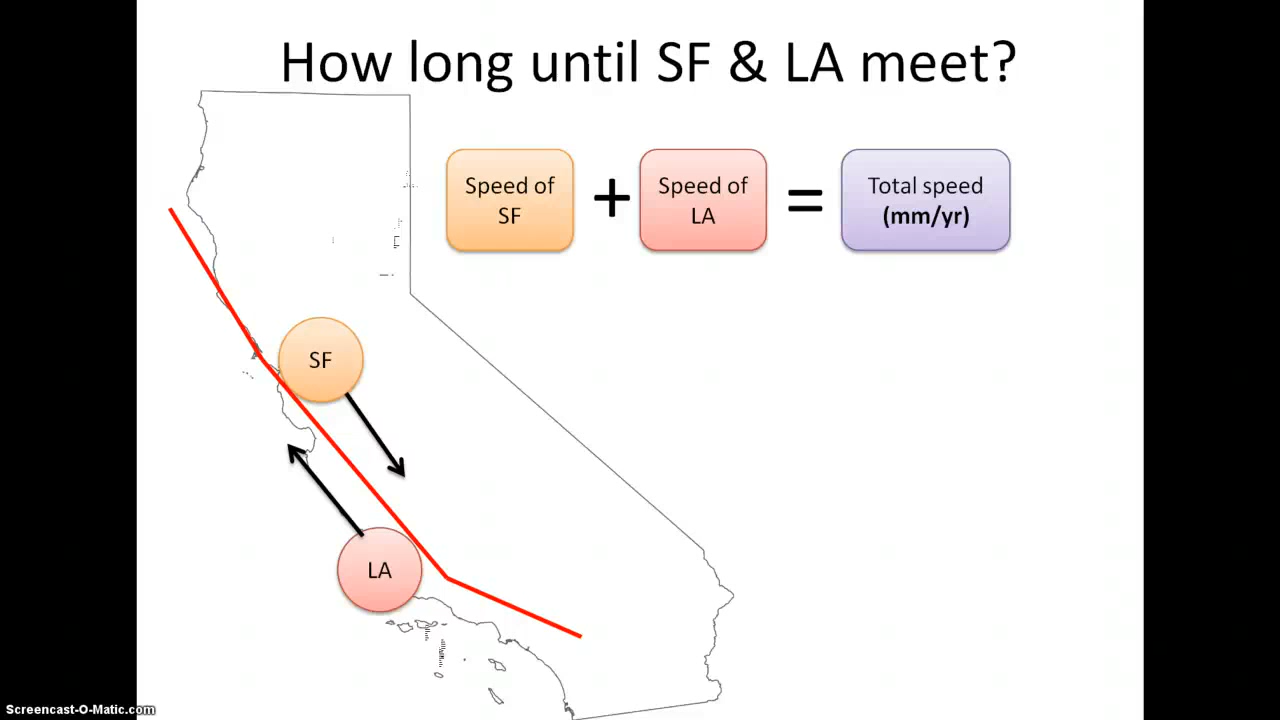 How long until SF & LA meet?
Speed of
SF
+
Speed of
LA
=
Total speed
(mm/yr)
SF
LA
Screencast-O-Matic.com